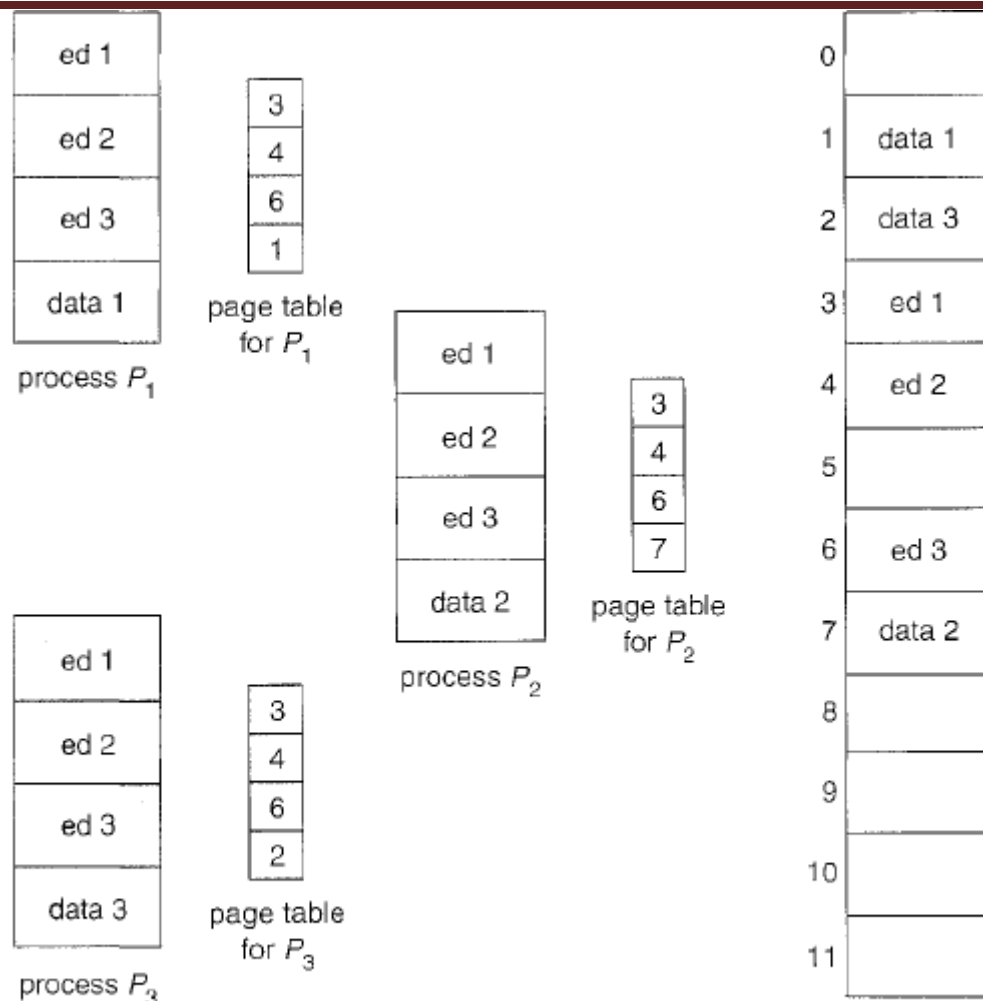 ed 1
ed 2
ed 3
data 1
process P1
3
4
6
1
page table
for P1
ed 1
ed 2
ed 3
data 2
process P2
3
4
6
7
page table
for P2
ed 1
ed 2
ed 3
data 3
process P3
3
4
6
2
page table
for P3
0
1 data 1
2 data 3
3 ed 1
4 ed 2
5
6 ed 3
7 data 2
8
9
10
11